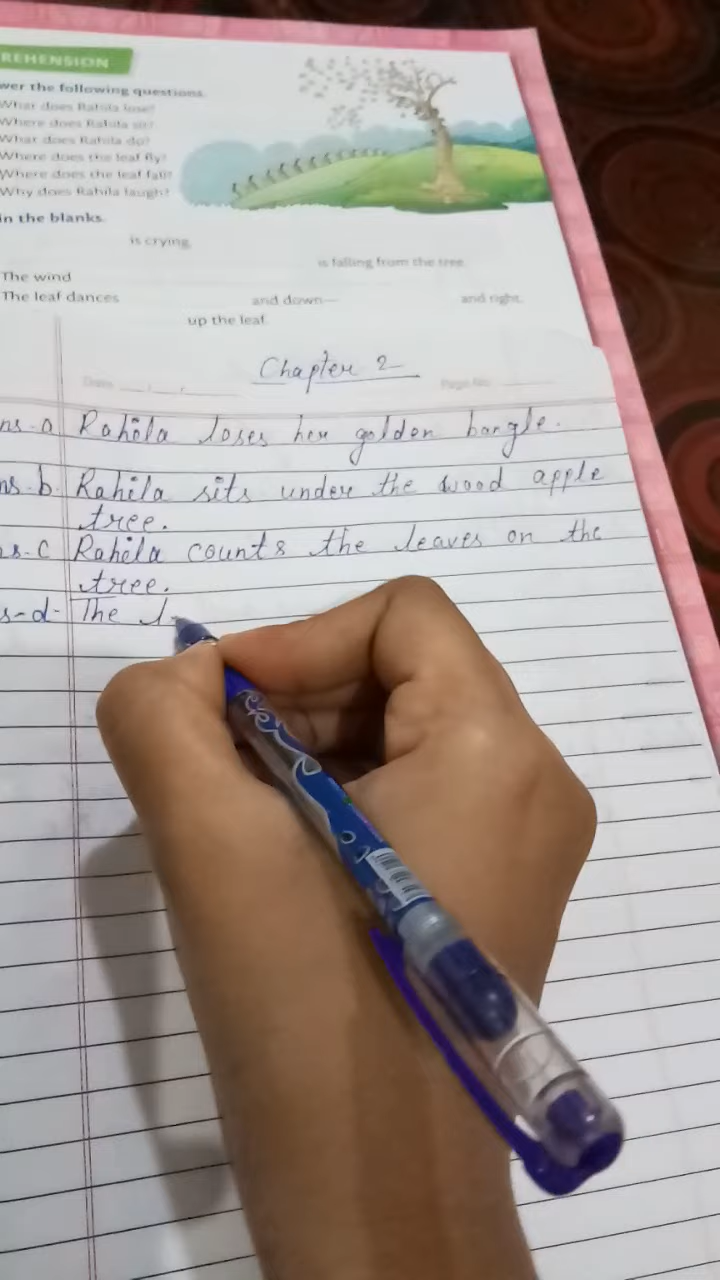 REHENSION
wer the following questions.
What does Rahila lose?
Where does Rahila sit?
What does Rahila do?
Where does the leaf fly?
Where does the leaf fall?
Why does Rahila laugh?
in the blanks.
is crying.
is falling from the tree.
The wind
The leaf dances and down and right.
up the leaf.
Chapter 2
Date Page No.
ns-a Rahila loses her golden bangle.
ns-b Rahila sits under the wood apple
tree.
ns-c Rahila counts the leaves on the
tree.
s-d- The